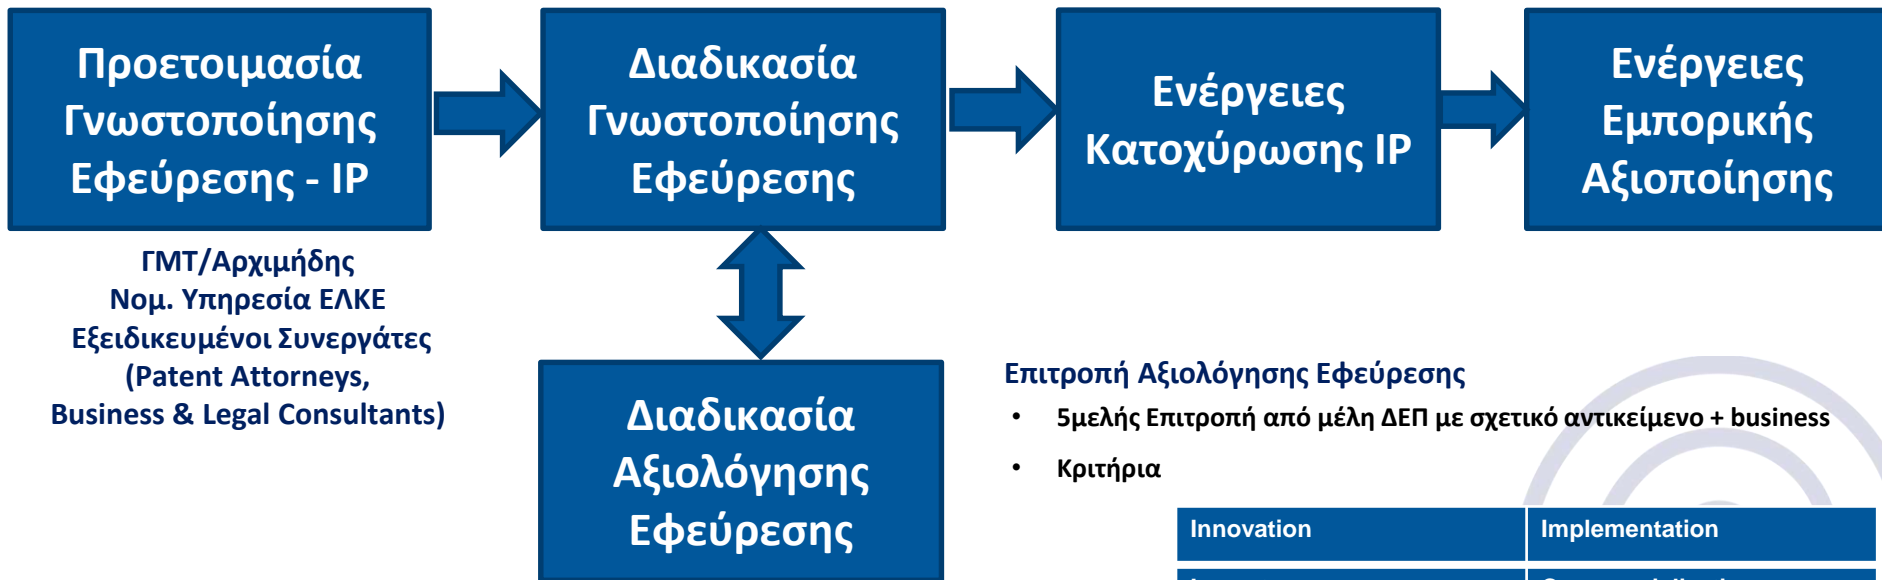 Προετοιμασία
Γνωστοποίησης
Εφεύρεσης - IP
Διαδικασία
Γνωστοποίησης
Εφεύρεσης
Ενέργειες
Κατοχύρωσης IP
Ενέργειες
Εμπορικής
Αξιοποίησης
ΓΜΤ/Αρχιμήδης
Νομ. Υπηρεσία ΕΛΚΕ
Εξειδικευμένοι Συνεργάτες
(Patent Attorneys,
Business & Legal Consultants)
Διαδικασία
Αξιολόγησης
Εφεύρεσης
Επιτροπή Αξιολόγησης Εφεύρεσης
• 5μελής Επιτροπή από μέλη ΔΕΠ με σχετικό αντικείμενο + business
• Κριτήρια
Innovation
Implementation